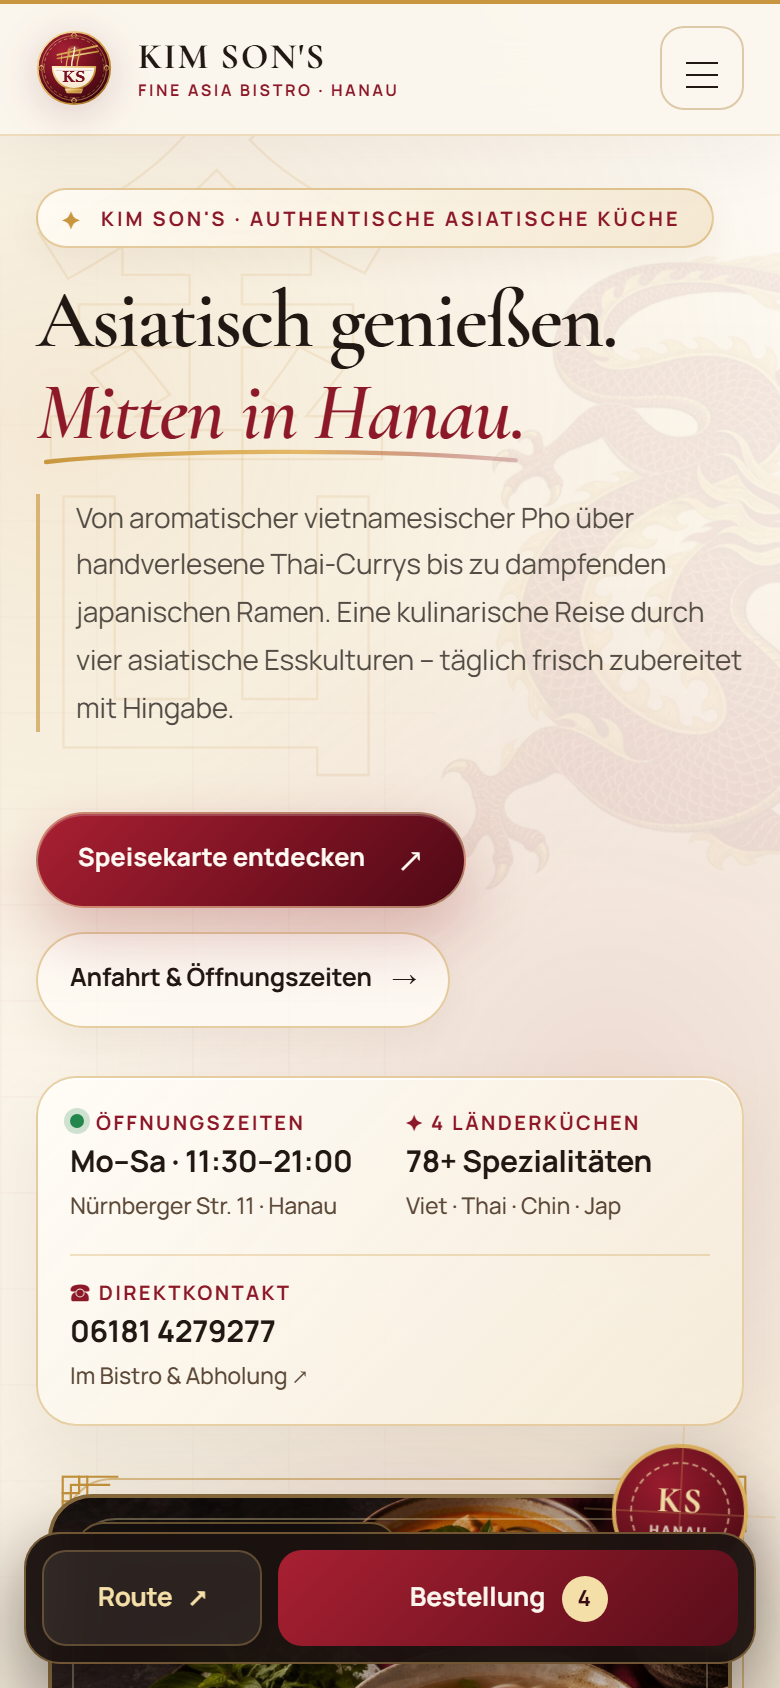 KS
KIM SON'S
FINE ASIA BISTRO · HANAU
✦ KIM SON'S · AUTHENTISCHE ASIATISCHE KÜCHE
Asiatisch genießen.
Mitten in Hanau.
Von aromatischer vietnamesischer Pho über
handverlesene Thai-Currys bis zu dampfenden
japanischen Ramen. Eine kulinarische Reise durch
vier asiatische Esskulturen – täglich frisch zubereitet
mit Hingabe.
Speisekarte entdecken ↗
Anfahrt & Öffnungszeiten →
ÖFFNUNGSZEITEN
Mo–Sa · 11:30–21:00
Nürnberger Str. 11 · Hanau
✦ 4 LÄNDERKÜCHEN
78+ Spezialitäten
Viet · Thai · Chin · Jap
☎ DIREKTKONTAKT
06181 4279277
Im Bistro & Abholung ↗
KS
HANAU
Route ↗
Bestellung 4